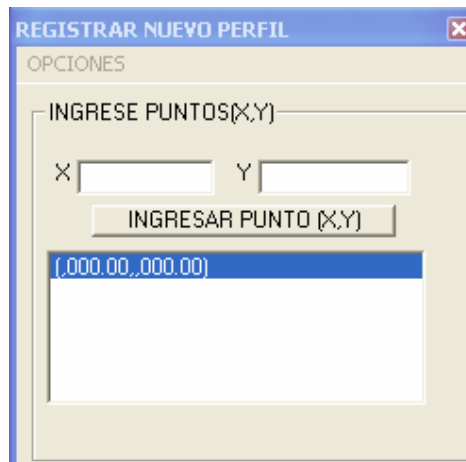 REGISTRAR NUEVO PERFIL
OPCIONES
INGRESE PUNTOS(X,Y)
X Y
INGRESAR PUNTO (X,Y)
(,000.00,,000.00)